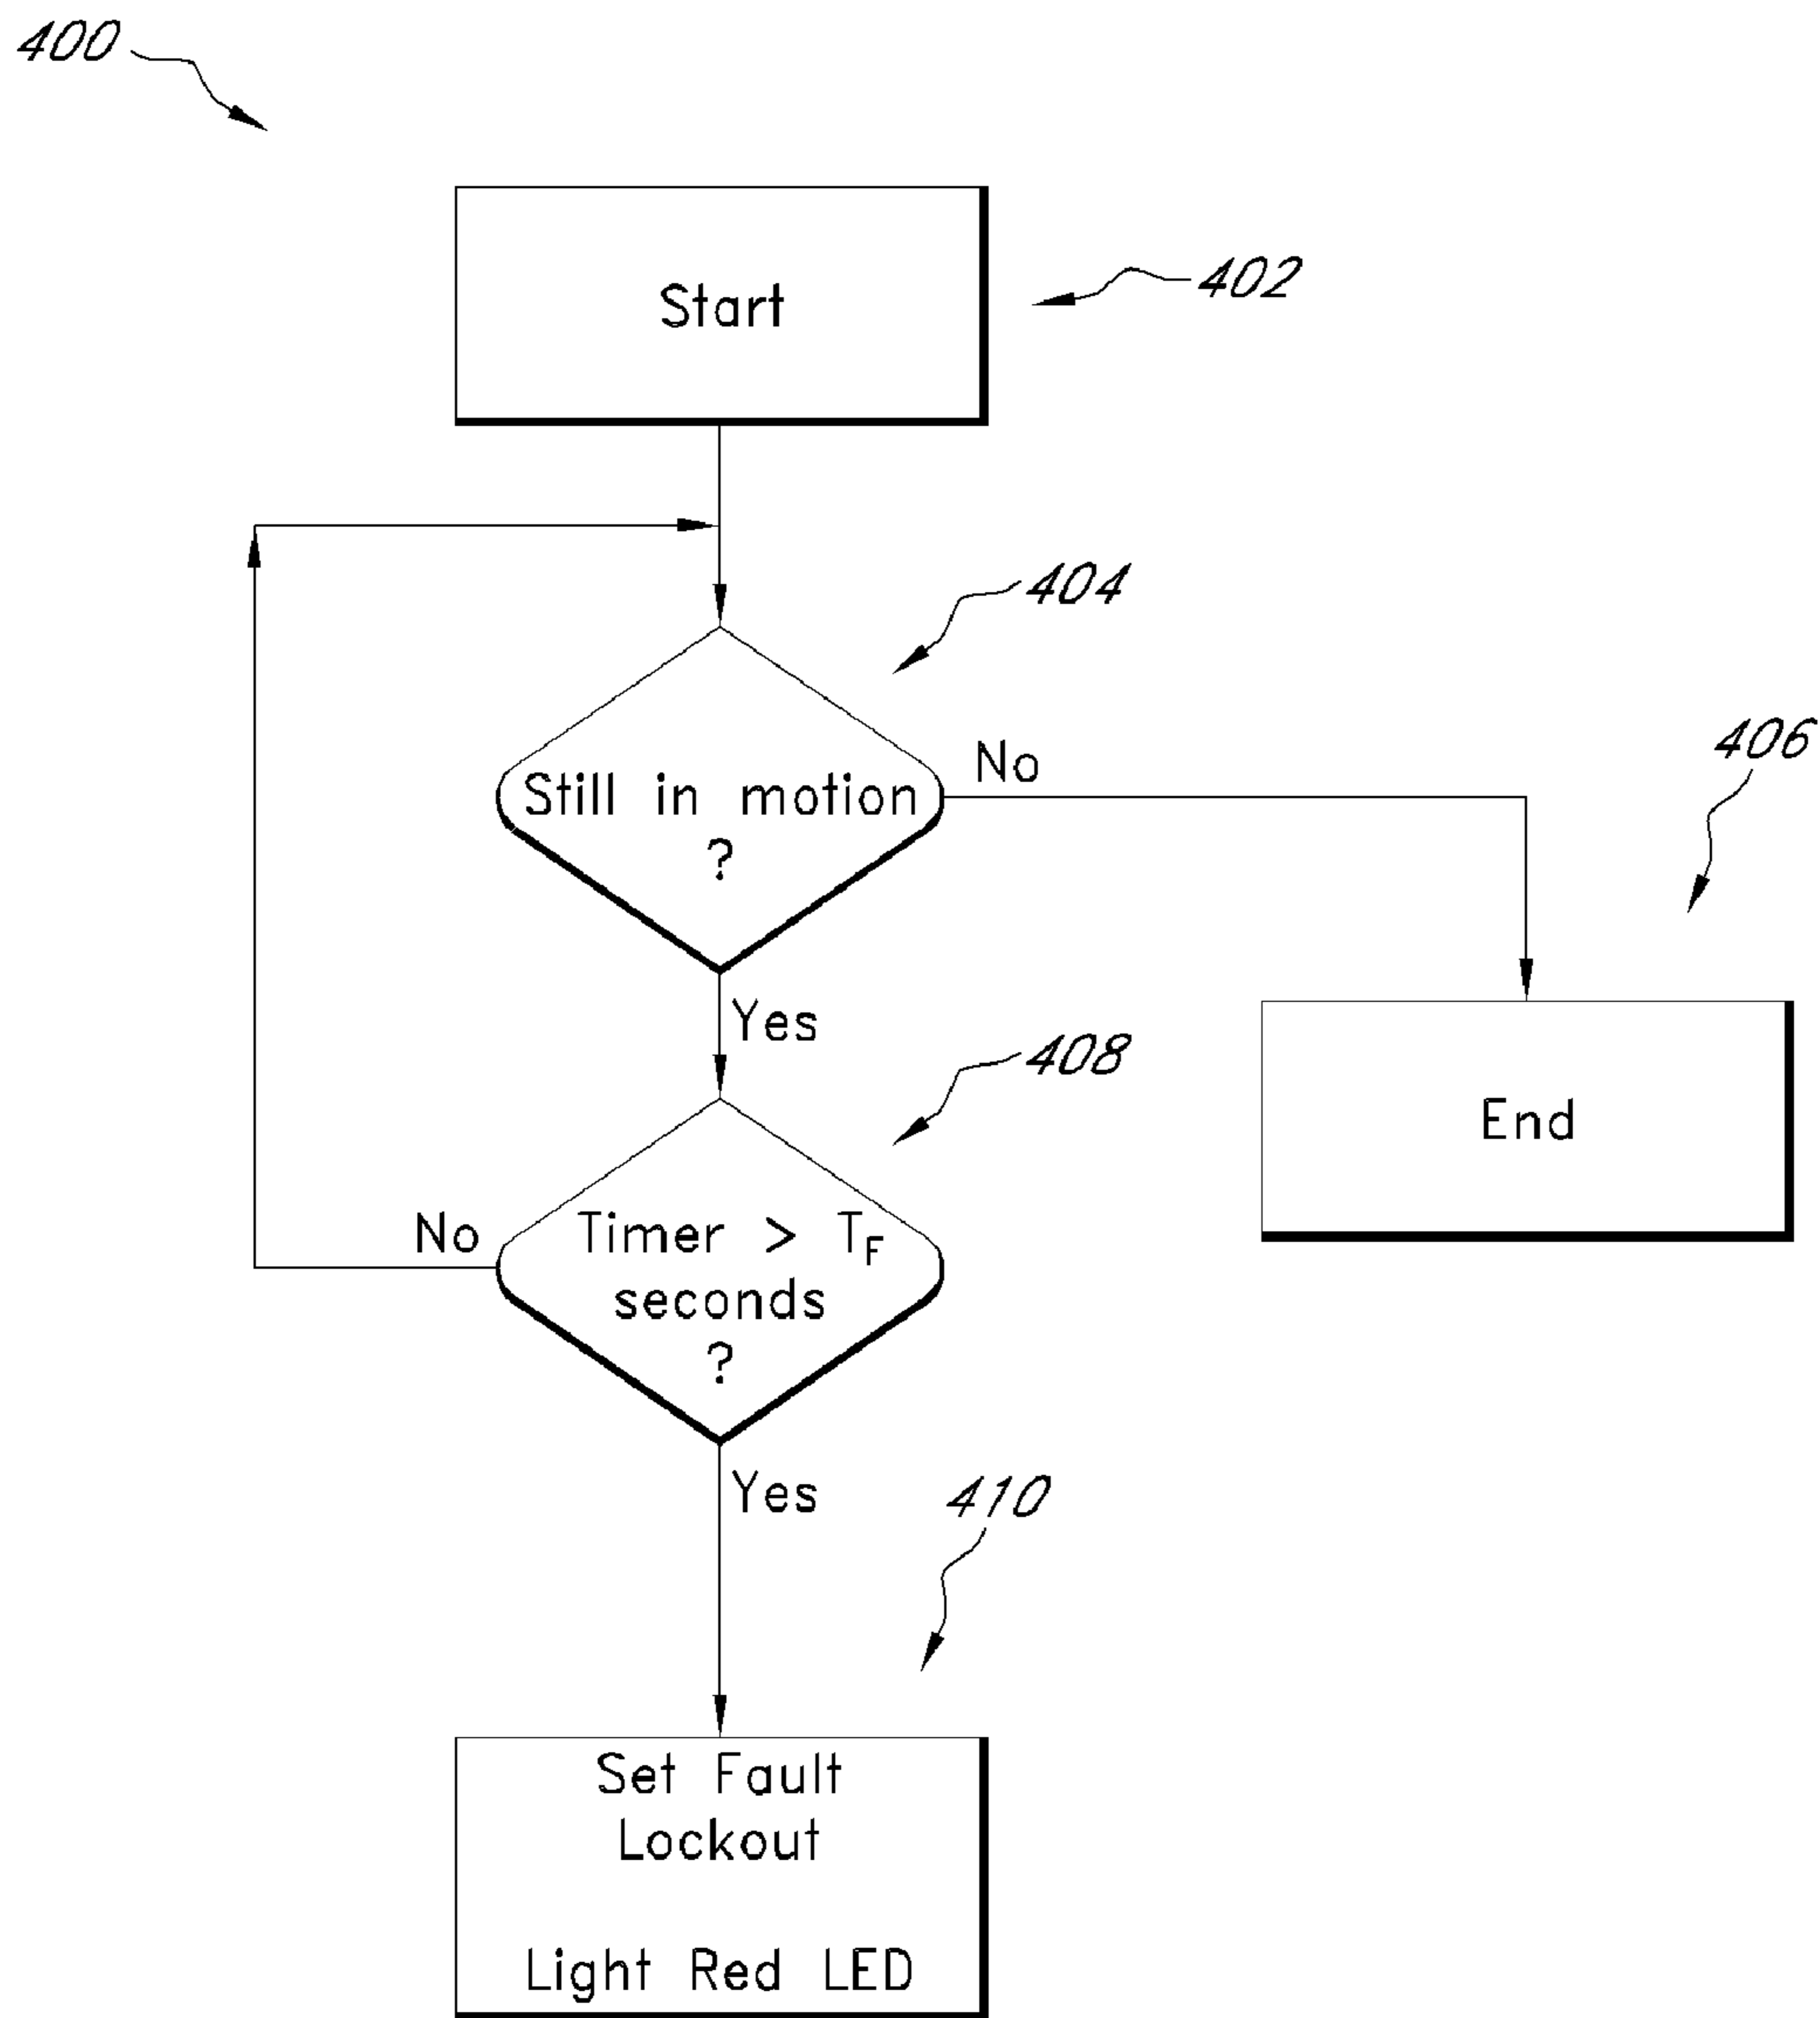 400
Start
402
404
Still in motion
?
No
406
Yes
408
End
No
Timer > T_F
seconds
?
Yes
410
Set Fault
Lockout
Light Red LED